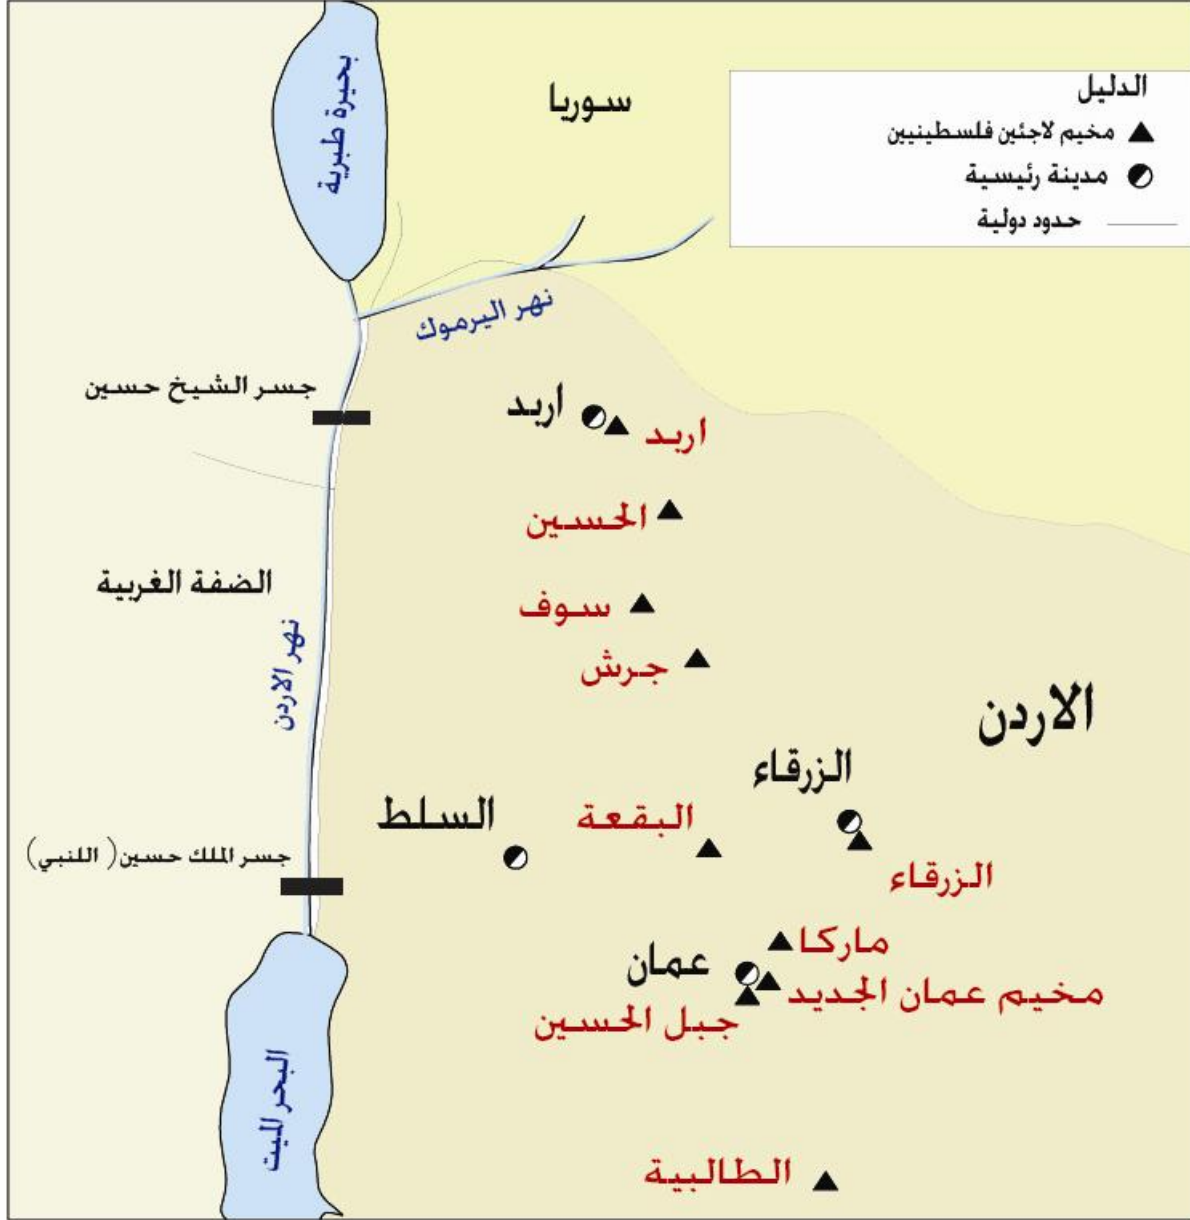 بحيرة طبرية
سوريا
الدليل
مخيم لاجئين فلسطينيين
مدينة رئيسية
حدود دولية
نهر اليرموك
جسر الشيخ حسين
اربد
اربد
الحسين
الضفة الغربية
سوف
نهر الاردن
جرش
الاردن
الزرقاء
السلط
البقعة
جسر الملك حسين (اللنبي)
الزرقاء
ماركا
عمان
مخيم عمان الجديد
جبل الحسين
البحر الميت
الطالبية